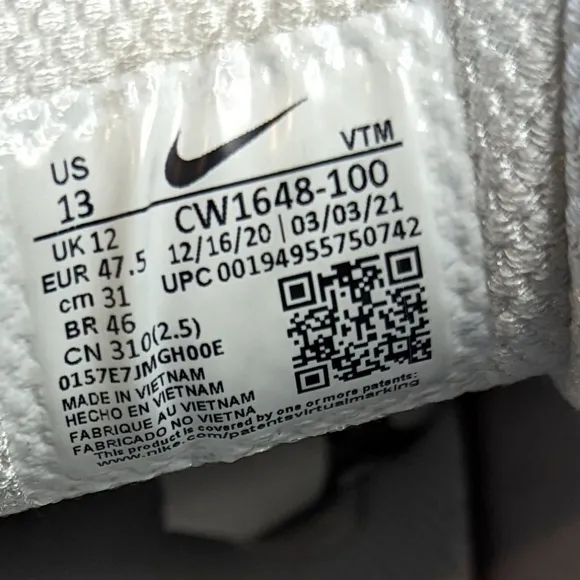 US
13
VTM
CW1648-100
12/16/20 | 03/03/21
UPC 00194955750742
UK 12
EUR 47.5
cm 31
BR 46
CN 310(2.5)
0157E7JMGH00E
MADE IN VIETNAM
HECHO EN VIETNAM
FABRIQUE AU VIETNAM
FABRICADO NO VIETNA
This product is covered by one or more patents:
www.nike.com/patentsvirtualmarking